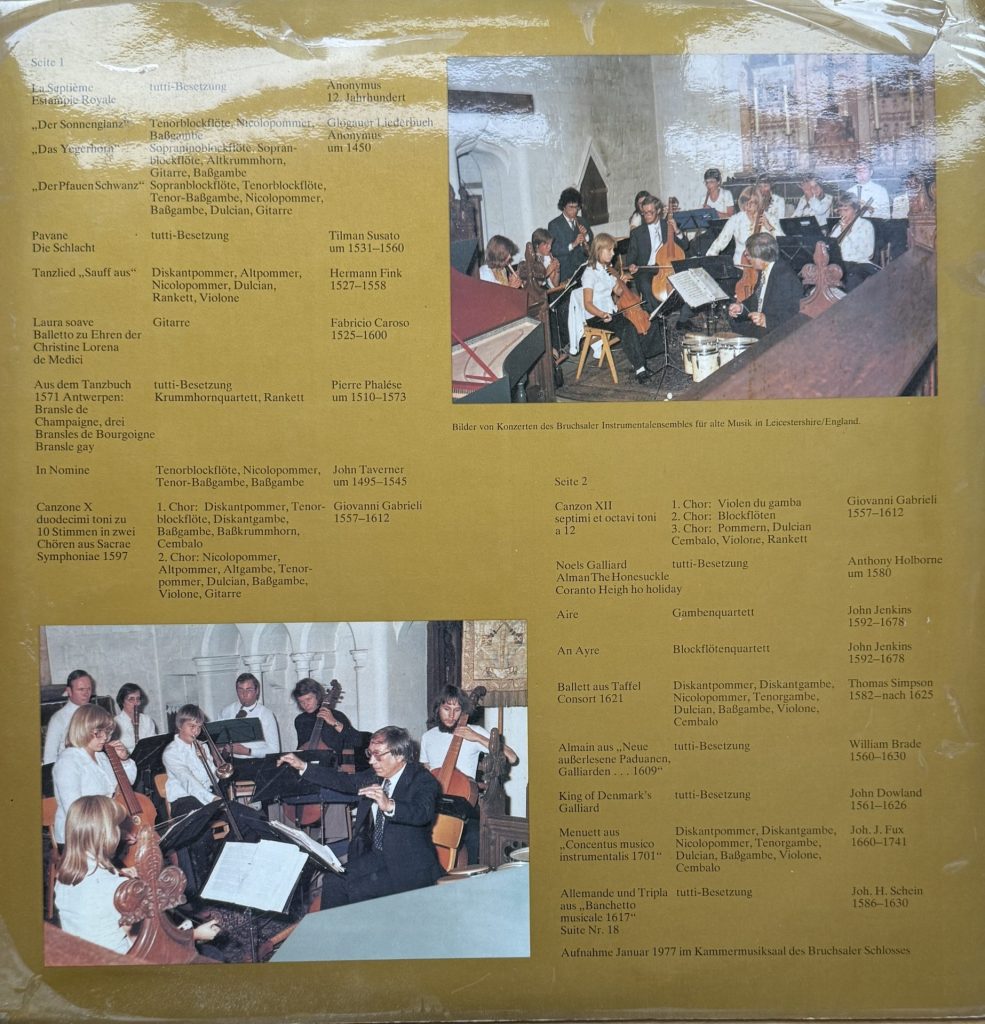 Seite 1
La Septième tutti-Besetzung Anonymus
Estampie Royale 12. Jahrhundert
„Der Sonnenglanz“ Tenorblockflöte, Nicolopommer, Glogauer Liederbuch
Baßgambe Anonymus
„Das Yegerhorn“ Sopraninoblockflöte, Sopran- um 1450
blockflöte, Altkrummhorn,
Gitarre, Baßgambe
„Der Pfauen Schwanz“ Sopranblockflöte, Tenorblockflöte,
Tenor-Baßgambe, Nicolopommer,
Baßgambe, Dulcian, Gitarre
Pavane tutti-Besetzung Tilman Susato
Die Schlacht um 1531–1560
Tanzlied „Sauff aus“ Diskantpommer, Altpommer, Hermann Fink
Nicolopommer, Dulcian, 1527–1558
Rankett, Violone
Laura soave Gitarre Fabricio Caroso
Balletto zu Ehren der 1525–1600
Christine Lorena
de Medici
Aus dem Tanzbuch tutti-Besetzung Pierre Phalése
1571 Antwerpen: Krummhornquartett, Rankett um 1510–1573
Bransle de
Champaigne, drei
Bransles de Bourgoigne
Bransle gay
In Nomine Tenorblockflöte, Nicolopommer, John Taverner
Tenor-Baßgambe, Baßgambe um 1495–1545
Canzone X 1. Chor: Diskantpommer, Tenor- Giovanni Gabrieli
duodecimi toni zu blockflöte, Diskantgambe, 1557–1612
10 Stimmen in zwei Baßgambe, Baßkrummhorn,
Chören aus Sacrae Cembalo
Symphoniae 1597 2. Chor: Nicolopommer,
Altpommer, Altgambe, Tenor-
pommer, Dulcian, Baßgambe,
Violone, Gitarre
Bilder von Konzerten des Bruchsaler Instrumentalensembles für alte Musik in Leicestershire/England.
Seite 2
Canzon XII 1. Chor: Violen du gamba Giovanni Gabrieli
septimi et octavi toni 2. Chor: Blockflöten 1557–1612
a 12 3. Chor: Pommern, Dulcian
Cembalo, Violone, Rankett
Noels Galliard tutti-Besetzung Anthony Holborne
Alman The Honesuckle um 1580
Coranto Heigh ho holiday
Aire Gambenquartett John Jenkins
1592–1678
An Ayre Blockflötenquartett John Jenkins
1592–1678
Ballett aus Taffel Diskantpommer, Diskantgambe, Thomas Simpson
Consort 1621 Nicolopommer, Tenorgambe, 1582–nach 1625
Dulcian, Baßgambe, Violone,
Cembalo
Almain aus „Neue tutti-Besetzung William Brade
außerlesene Paduanen, 1560–1630
Galliarden . . . 1609“
King of Denmark's tutti-Besetzung John Dowland
Galliard 1561–1626
Menuett aus Diskantpommer, Diskantgambe, Joh. J. Fux
„Concentus musico Nicolopommer, Tenorgambe, 1660–1741
instrumentalis 1701“ Dulcian, Baßgambe, Violone,
Cembalo
Allemande und Tripla tutti-Besetzung Joh. H. Schein
aus „Banchetto 1586–1630
musicale 1617“
Suite Nr. 18
Aufnahme Januar 1977 im Kammermusiksaal des Bruchsaler Schlosses